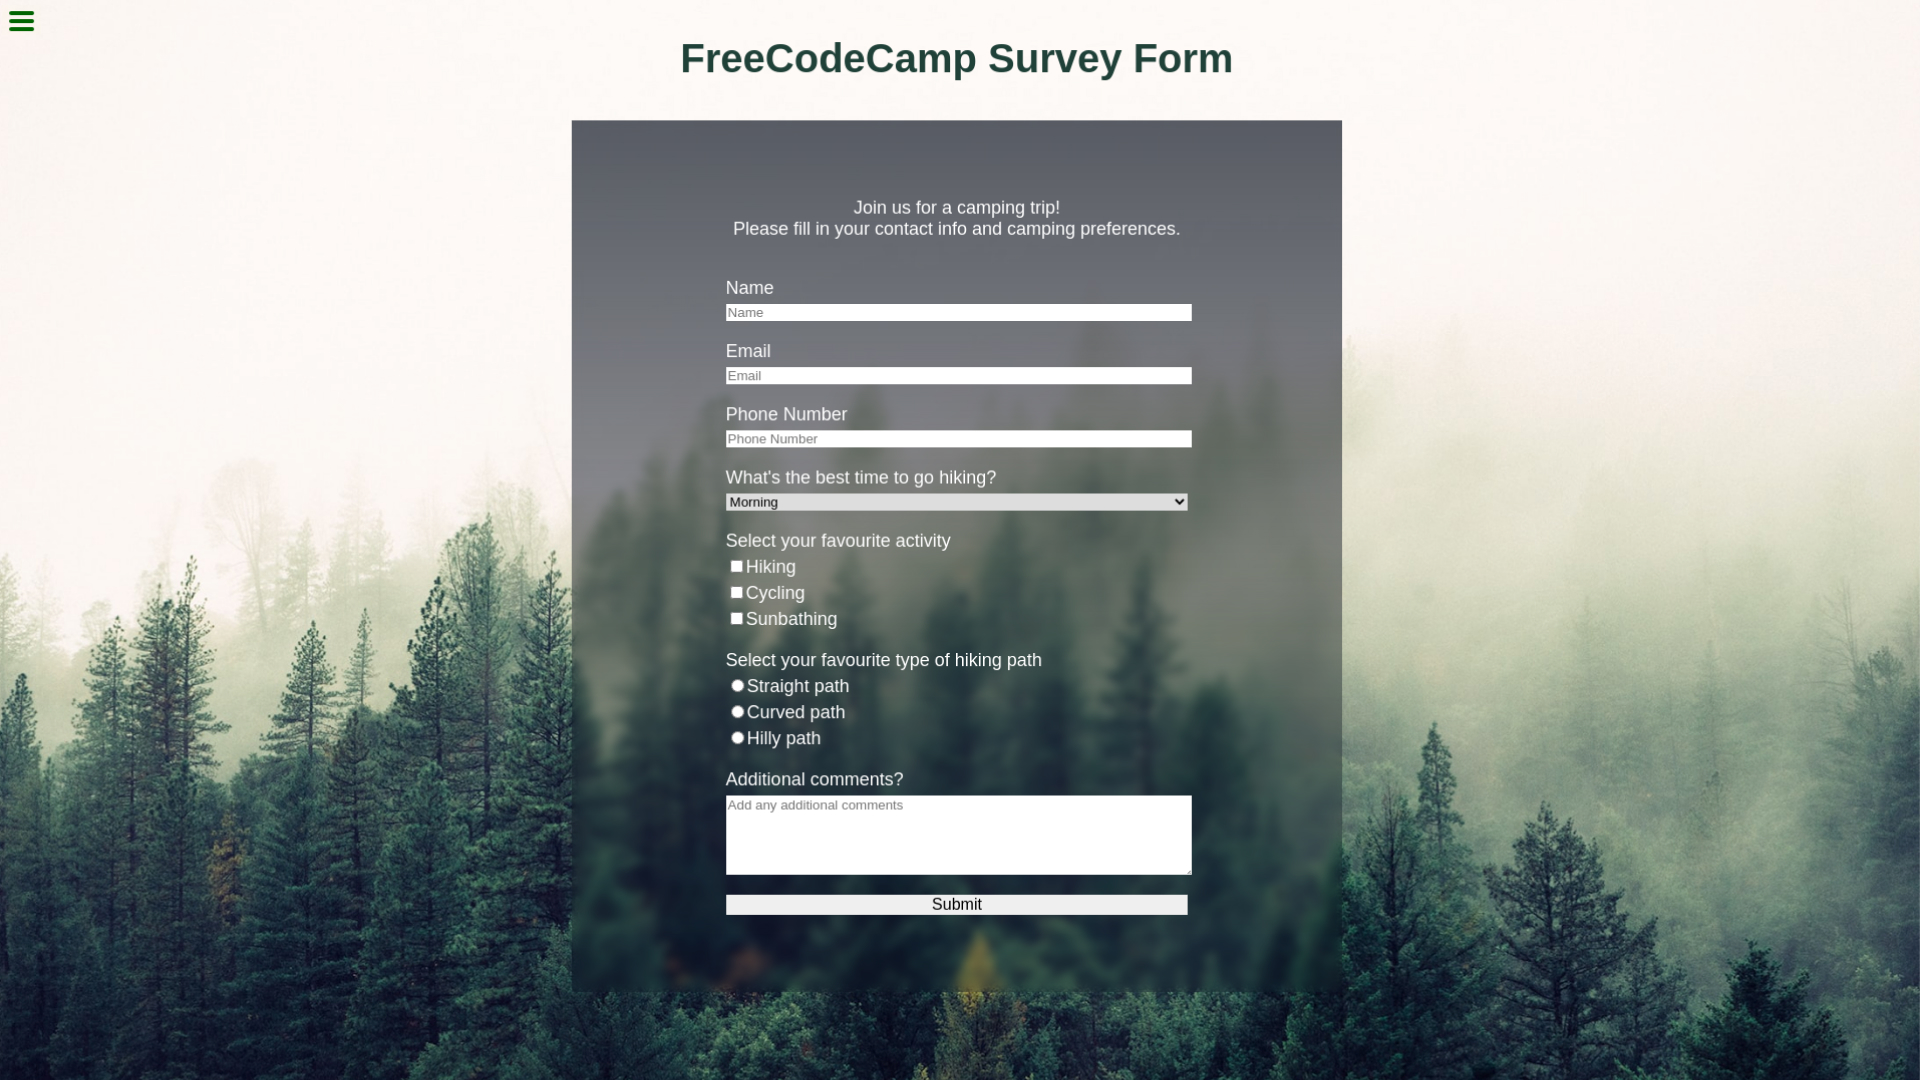 FreeCodeCamp Survey Form
Join us for a camping trip!
Please fill in your contact info and camping preferences.
Name
Name
Email
Email
Phone Number
Phone Number
What's the best time to go hiking?
Morning
Select your favourite activity
Hiking
Cycling
Sunbathing
Select your favourite type of hiking path
Straight path
Curved path
Hilly path
Additional comments?
Add any additional comments
Submit